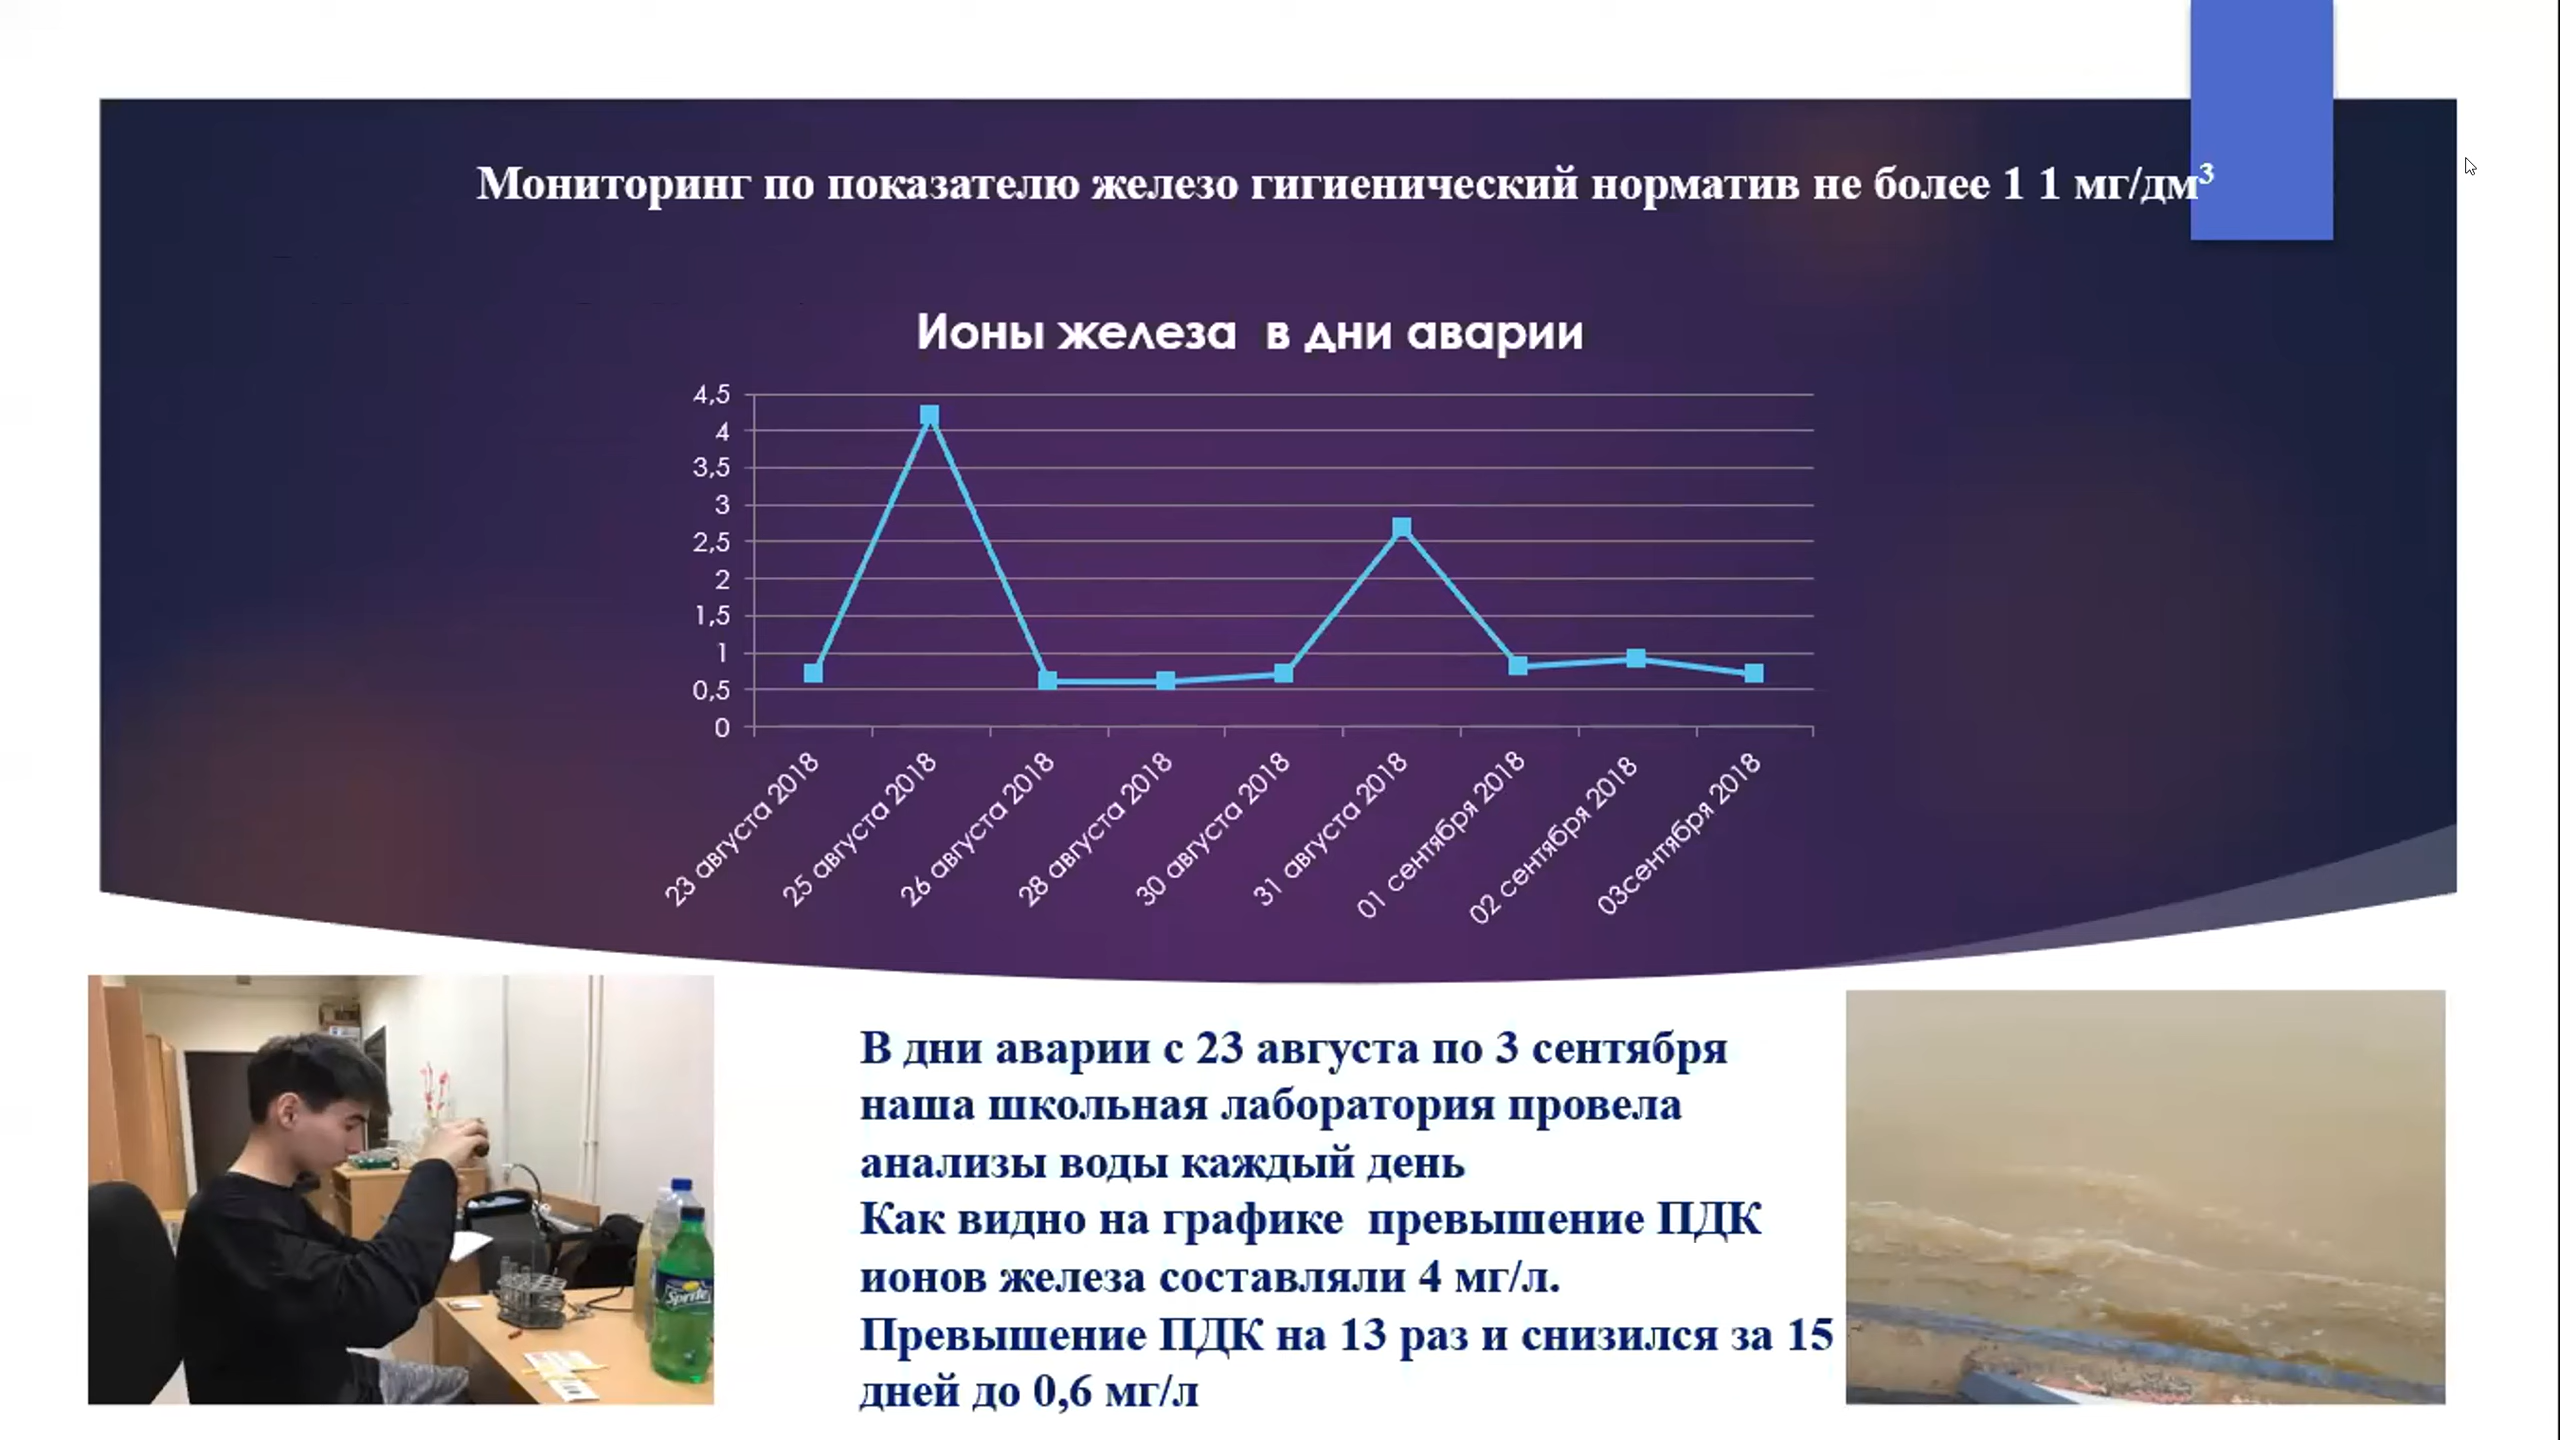 Мониторинг по показателю железо гигиенический норматив не более 1 1 мг/дм³
Ионы железа в дни аварии
4,5
4
3,5
3
2,5
2
1,5
1
0,5
0
23 августа 2018
25 августа 2018
26 августа 2018
28 августа 2018
30 августа 2018
31 августа 2018
01 сентября 2018
02 сентября 2018
03сентября 2018
В дни аварии с 23 августа по 3 сентября
наша школьная лаборатория провела
анализы воды каждый день
Как видно на графике превышение ПДК
ионов железа составляли 4 мг/л.
Превышение ПДК на 13 раз и снизился за 15
дней до 0,6 мг/л
Sprite